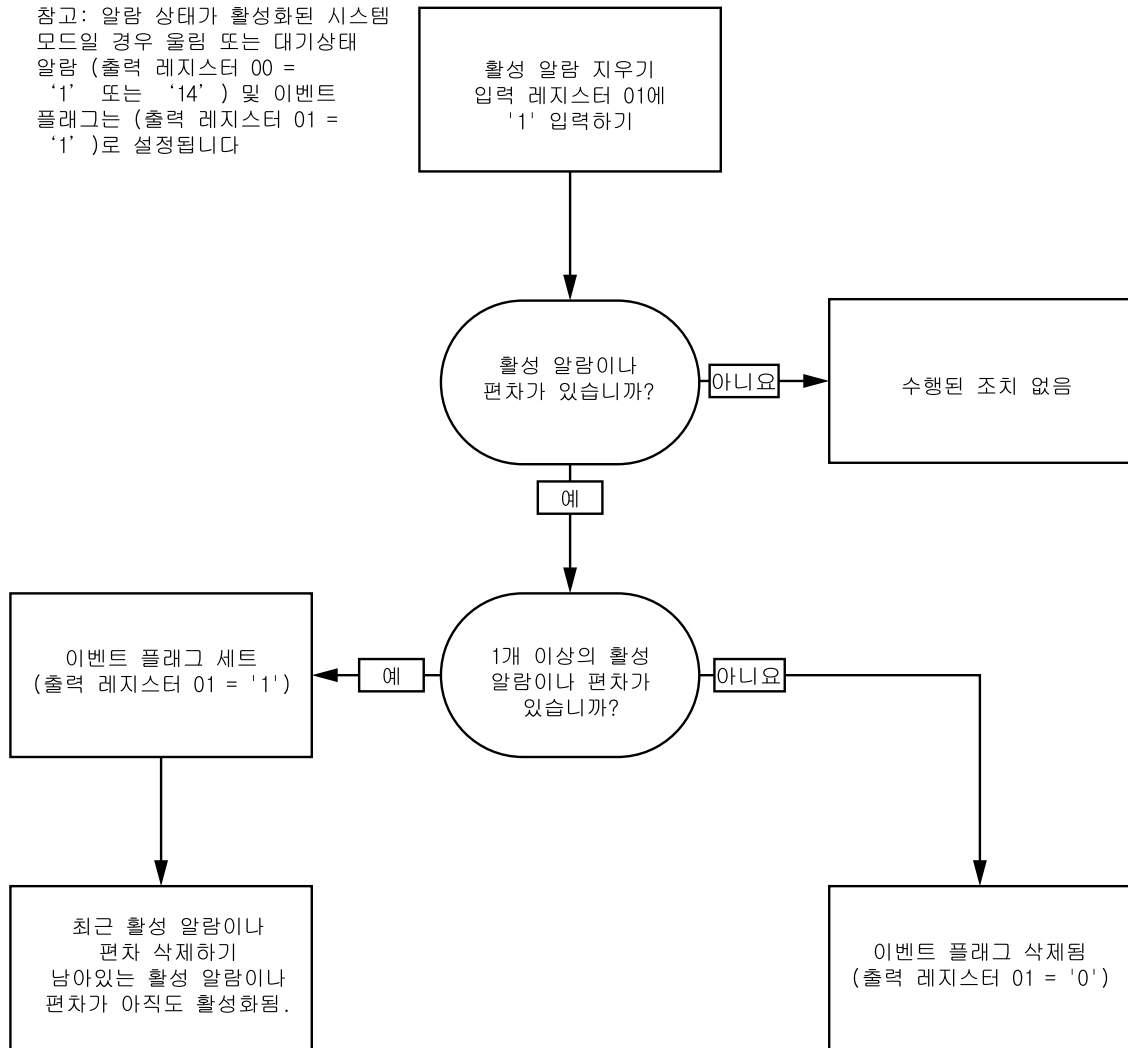 참고: 알람 상태가 활성화된 시스템
모드일 경우 울림 또는 대기상태
알람 (출력 레지스터 00 =
‘1’ 또는 ‘14’) 및 이벤트
플래그는 (출력 레지스터 01 =
‘1’)로 설정됩니다
활성 알람 지우기
입력 레지스터 01에
'1' 입력하기
활성 알람이나
편차가 있습니까?
아니요
수행된 조치 없음
예
이벤트 플래그 세트
(출력 레지스터 01 = '1')
예
1개 이상의 활성
알람이나 편차가
있습니까?
아니요
최근 활성 알람이나
편차 삭제하기
남아있는 활성 알람이나
편차가 아직도 활성화됨.
이벤트 플래그 삭제됨
(출력 레지스터 01 = '0')